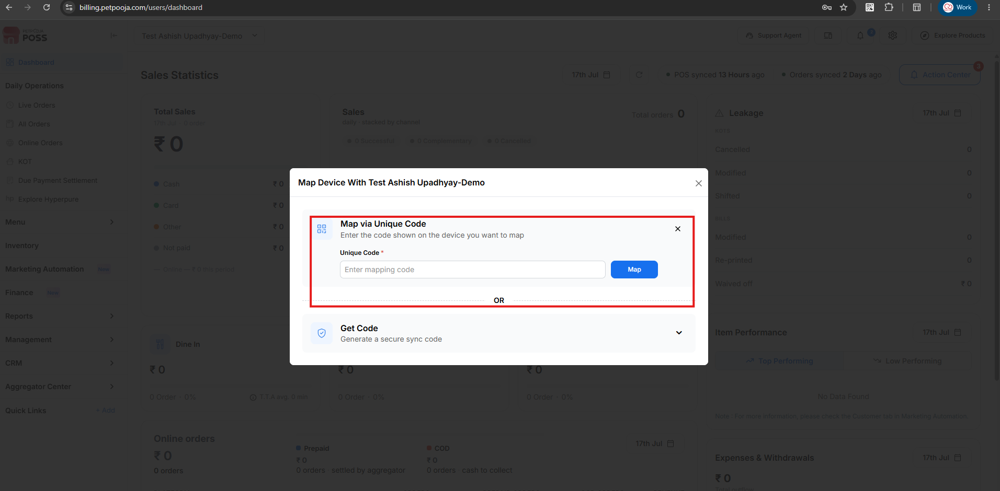 billing.petpooja.com/users/dashboard
Work
PETPOOJA
POSS
Test Ashish Upadhyay-Demo
Support Agent
Explore Products
Dashboard
Daily Operations
Live Orders
All Orders
Online Orders
KOT
Due Payment Settlement
hp Explore Hyperpure
Menu
Inventory
Marketing Automation New
Finance New
Reports
Management
CRM
Aggregator Center
Quick Links + Add
Sales Statistics
17th Jul
POS synced 13 Hours ago
Orders synced 2 Days ago
Action Center
3
Total Sales
17th Jul · 0 order
₹ 0
Cash ₹ 0
Card ₹ 0
Other ₹ 0
Not paid ₹ 0
— Online — ₹ 0 this period
Sales
daily · stacked by channel
Total orders 0
0 Successful
0 Complementary
0 Cancelled
Leakage
17th Jul
KOTS
Cancelled 0
Modified 0
Shifted 0
BILLS
Modified 0
Re-printed 0
Waived off ₹ 0
Map Device With Test Ashish Upadhyay-Demo
Map via Unique Code
Enter the code shown on the device you want to map
Unique Code *
Enter mapping code
Map
OR
Get Code
Generate a secure sync code
Dine In
₹ 0
0 Order · 0%
T.T.A avg. 0 min
₹ 0
0 Order · 0%
₹ 0
0 Order · 0%
Item Performance
17th Jul
Top Performing
Low Performing
No Data Found
Note : For more information, please check the Customer tab in Marketing Automation.
Online orders
₹ 0
0 orders
Prepaid
₹ 0
0 orders · settled by aggregator
COD
₹ 0
0 orders · cash to collect
17th Jul
Expenses & Withdrawals
17th Jul
₹ 0
Total outflow